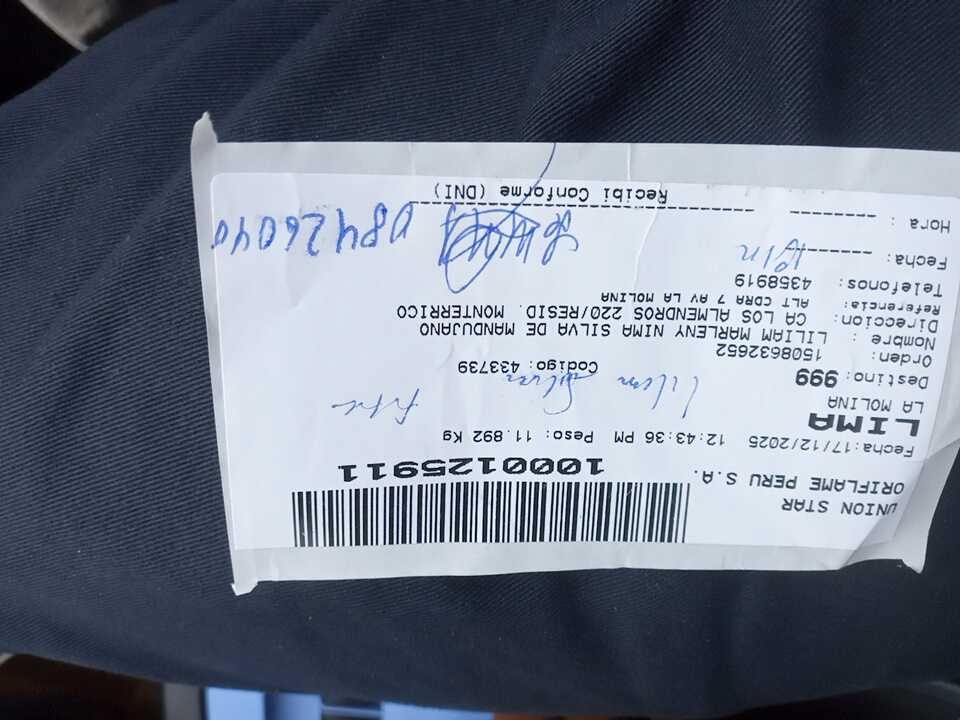 UNION STAR
ORIFLAME PERU S.A.
1000125911
Fecha:17/12/2025 12:43:36 PM Peso: 11.892 Kg
LIMA
LA MOLINA
Destino: 999 Codigo: 433739
Orden: 1508632652
Nombre : LILIAM MARLENY NIMA SILVA DE MANDUJANO
Direccion: CA LOS ALMENDROS 220/RESID. MONTERRICO
Referencia: ALT CDRA 7 AV LA MOLINA
Telefonos: 4358919
Fecha:
08426040
Hora :
Recibi Conforme (DNI)